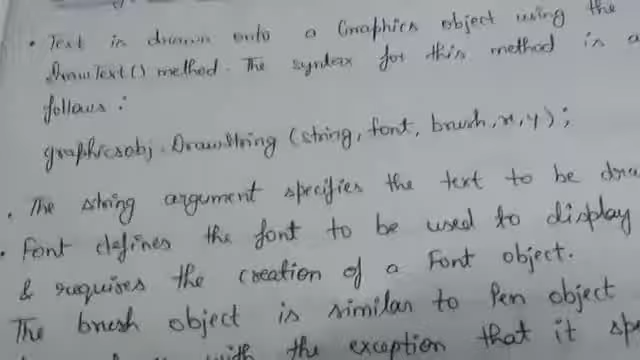 • Text is drawn onto a Graphics object using the
DrawText() method. The syntax for this method is a
follows :
graphicsobj. DrawString (string, font, brush, x, y);
• The string argument specifies the text to be dra
• Font defines the font to be used to display
& requires the creation of a Font object.
The brush object is similar to Pen object
with the exception that it spe